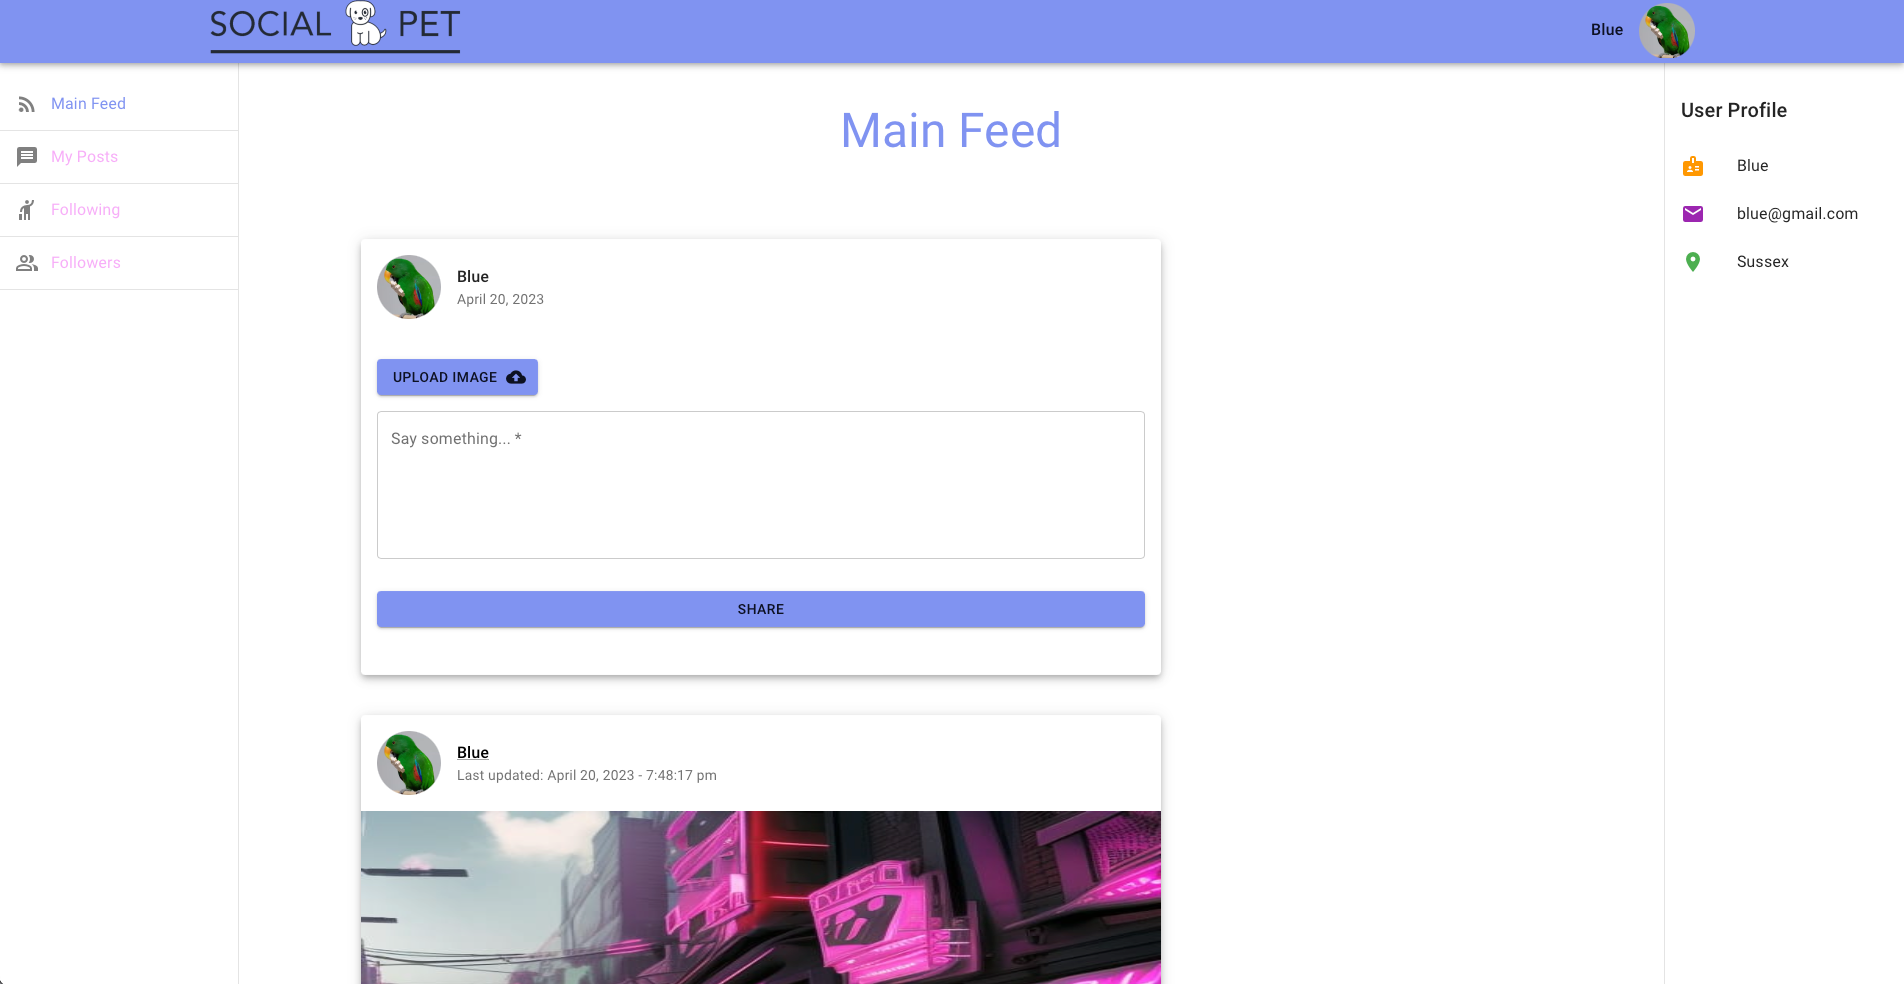 SOCIAL PET
Blue
Main Feed
My Posts
Following
Followers
Main Feed
Blue
April 20, 2023
UPLOAD IMAGE
Say something... *
SHARE
Blue
Last updated: April 20, 2023 - 7:48:17 pm
User Profile
Blue
blue@gmail.com
Sussex